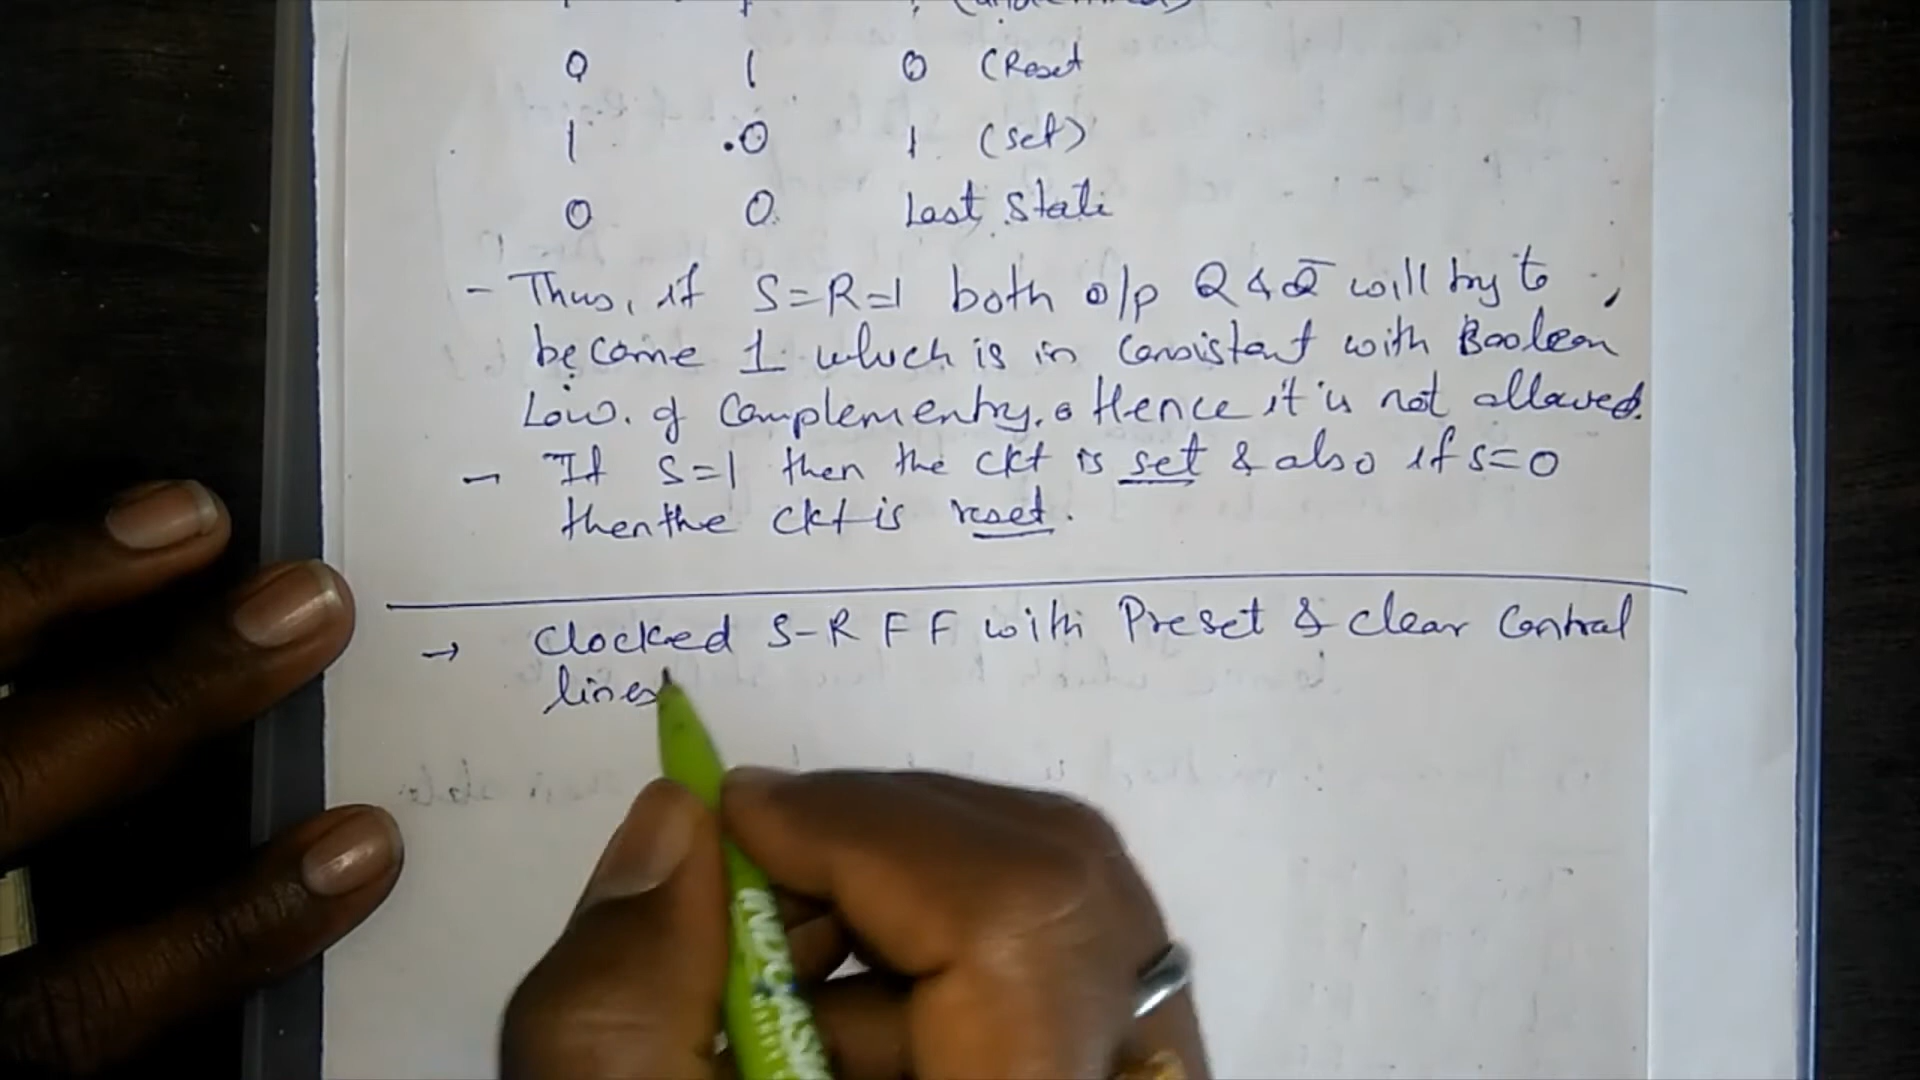 0 1 0 (Reset
1 .0 1 (set)
0 0 Last State
- Thus, if S=R=1 both o/p Q & Q̅ will try to ,
become 1 which is in consistant with Boolean
Low. of Complementry. Hence it is not allowed.
- If S=1 then the ckt is set & also if s=0
then the ckt is reset.
→ Clocked S-R FF with Preset & clear Control
lines